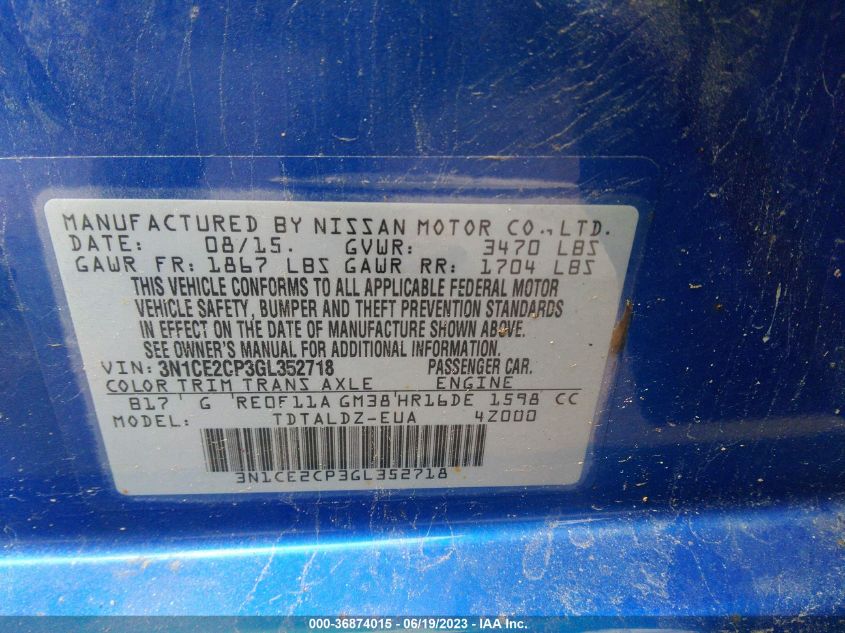 MANUFACTURED BY NISSAN MOTOR CO.,LTD.
DATE: 08/15. GVWR: 3470 LBS
GAWR FR: 1867 LBS GAWR RR: 1704 LBS
THIS VEHICLE CONFORMS TO ALL APPLICABLE FEDERAL MOTOR
VEHICLE SAFETY, BUMPER AND THEFT PREVENTION STANDARDS
IN EFFECT ON THE DATE OF MANUFACTURE SHOWN ABOVE.
SEE OWNER'S MANUAL FOR ADDITIONAL INFORMATION.
VIN: 3N1CE2CP3GL352718 PASSENGER CAR.
COLOR TRIM TRANS AXLE ENGINE
B17 G RE0F11A GM38 HR16DE 1598 CC
MODEL: TDTALDZ-EUA 4Z000
3N1CE2CP3GL352718
000-36874015 - 06/19/2023 - IAA Inc.